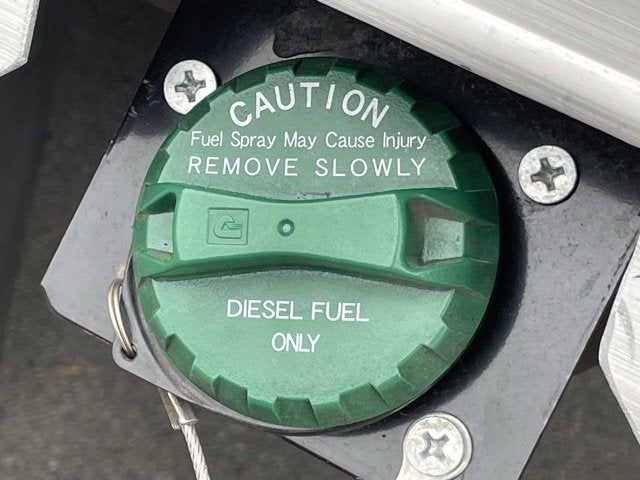 CAUTION
Fuel Spray May Cause Injury
REMOVE SLOWLY
DIESEL FUEL
ONLY